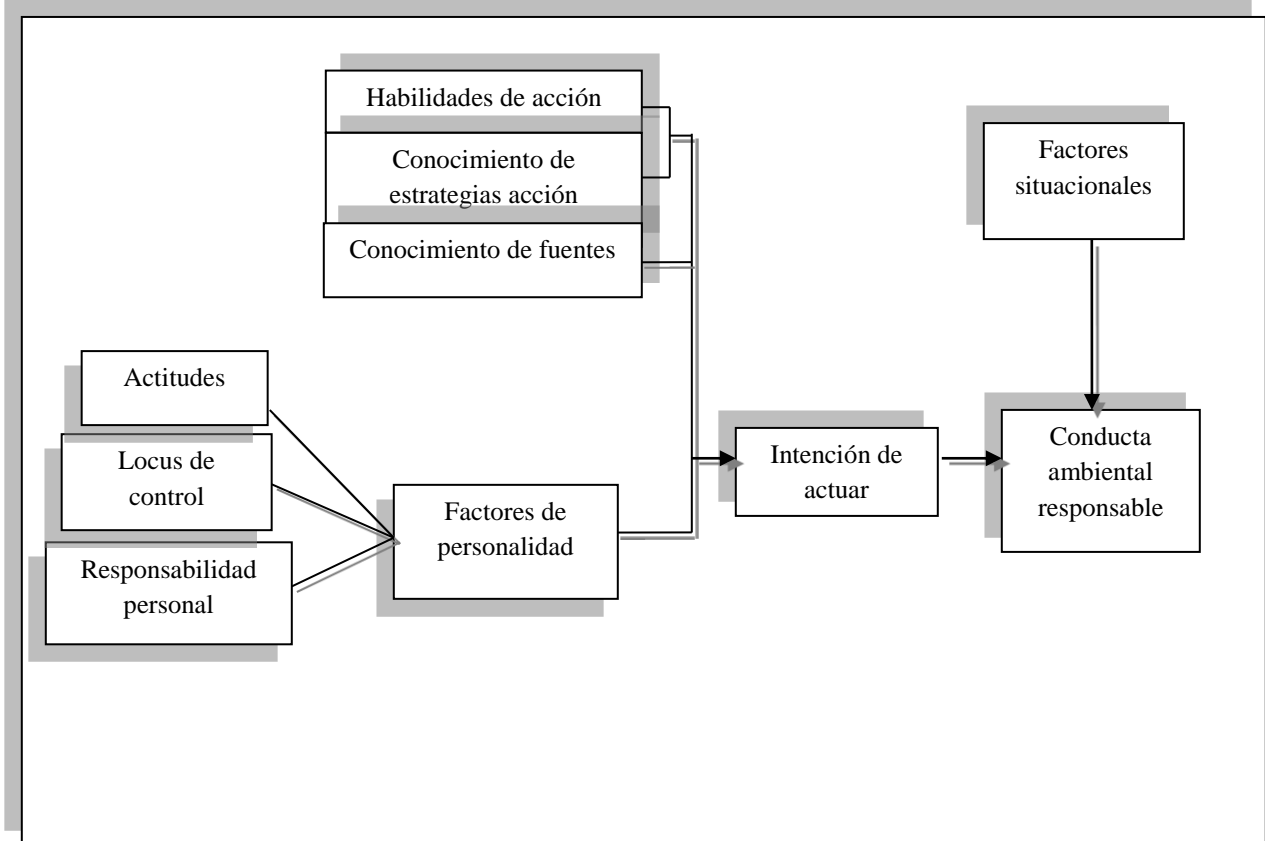 Habilidades de acción
Conocimiento de
estrategias acción
Conocimiento de fuentes
Factores
situacionales
Actitudes
Locus de
control
Responsabilidad
personal
Factores de
personalidad
Intención de
actuar
Conducta
ambiental
responsable